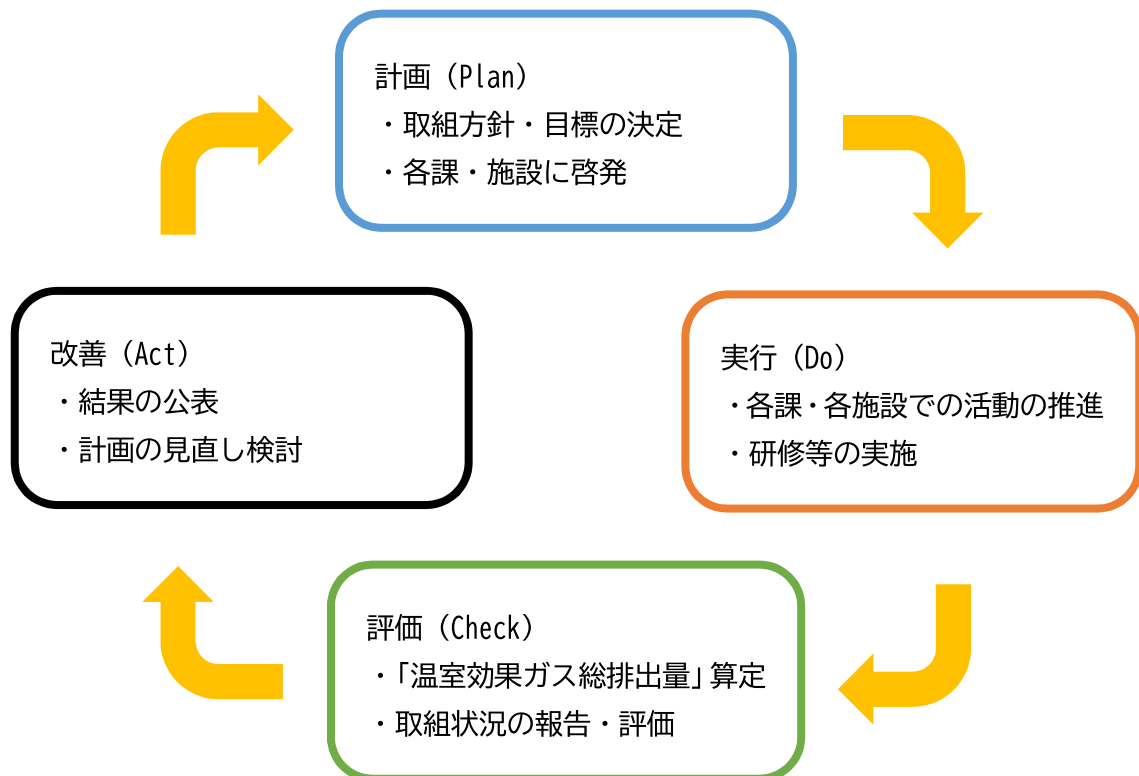 計画（Plan）
・取組方針・目標の決定
・各課・施設に啓発
改善（Act）
・結果の公表
・計画の見直し検討
実行（Do）
・各課・各施設での活動の推進
・研修等の実施
評価（Check）
・「温室効果ガス総排出量」算定
・取組状況の報告・評価